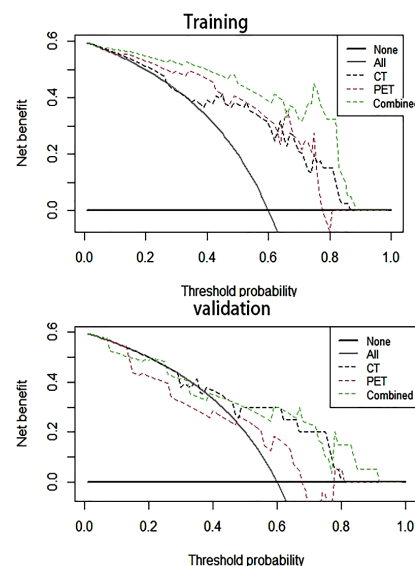 Training
Net benefit
0.0 0.2 0.4 0.6
None
All
CT
PET
Combined
0.0 0.2 0.4 0.6 0.8 1.0
Threshold probability
validation
Net benefit
0.0 0.2 0.4 0.6
None
All
CT
PET
Combined
0.0 0.2 0.4 0.6 0.8 1.0
Threshold probability